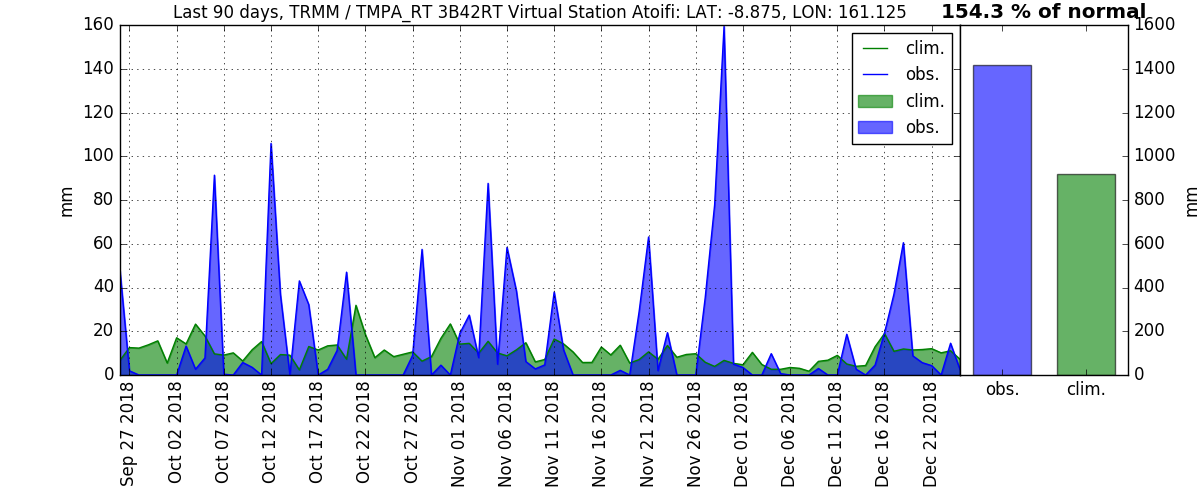 Last 90 days, TRMM / TMPA_RT 3B42RT Virtual Station Atoifi: LAT: -8.875, LON: 161.125
154.3 % of normal
160
140
120
100
80
60
40
20
0
mm
clim.
obs.
clim.
obs.
1600
1400
1200
1000
800
600
400
200
0
mm
Sep 27 2018
Oct 02 2018
Oct 07 2018
Oct 12 2018
Oct 17 2018
Oct 22 2018
Oct 27 2018
Nov 01 2018
Nov 06 2018
Nov 11 2018
Nov 16 2018
Nov 21 2018
Nov 26 2018
Dec 01 2018
Dec 06 2018
Dec 11 2018
Dec 16 2018
Dec 21 2018
obs.
clim.